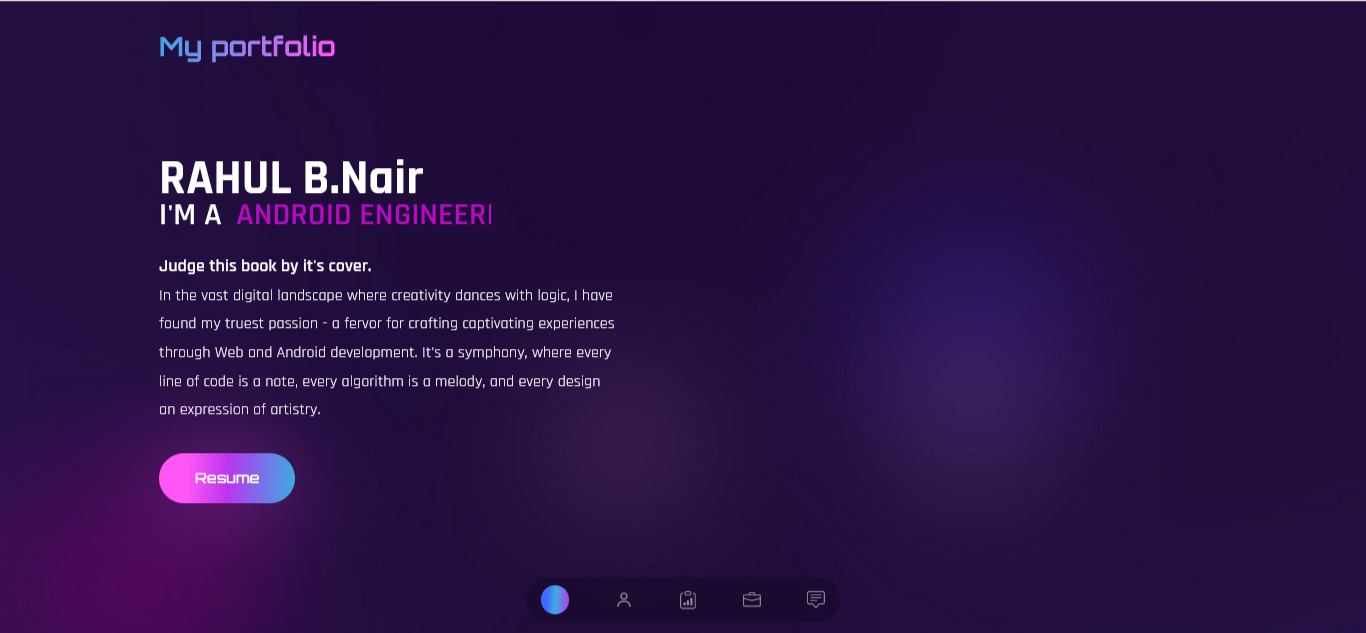 My portfolio
RAHUL B.Nair
I'M A ANDROID ENGINEER|
Judge this book by it's cover.
In the vast digital landscape where creativity dances with logic, I have
found my truest passion - a fervor for crafting captivating experiences
through Web and Android development. It's a symphony, where every
line of code is a note, every algorithm is a melody, and every design
an expression of artistry.
Resume